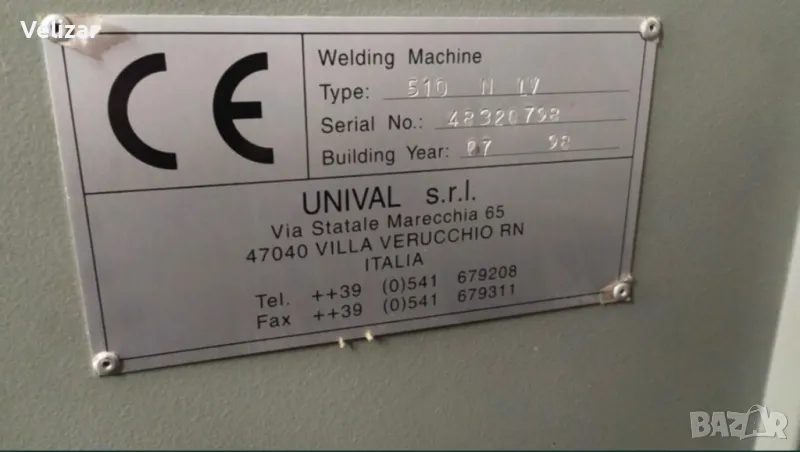 Velizar
CE
Welding Machine
Type: 510 N LV
Serial No.: 48320798
Building Year: 07 98
UNIVAL s.r.l.
Via Statale Marecchia 65
47040 VILLA VERUCCHIO RN
ITALIA
Tel. ++39 (0)541 679208
Fax ++39 (0)541 679311
BAZAR